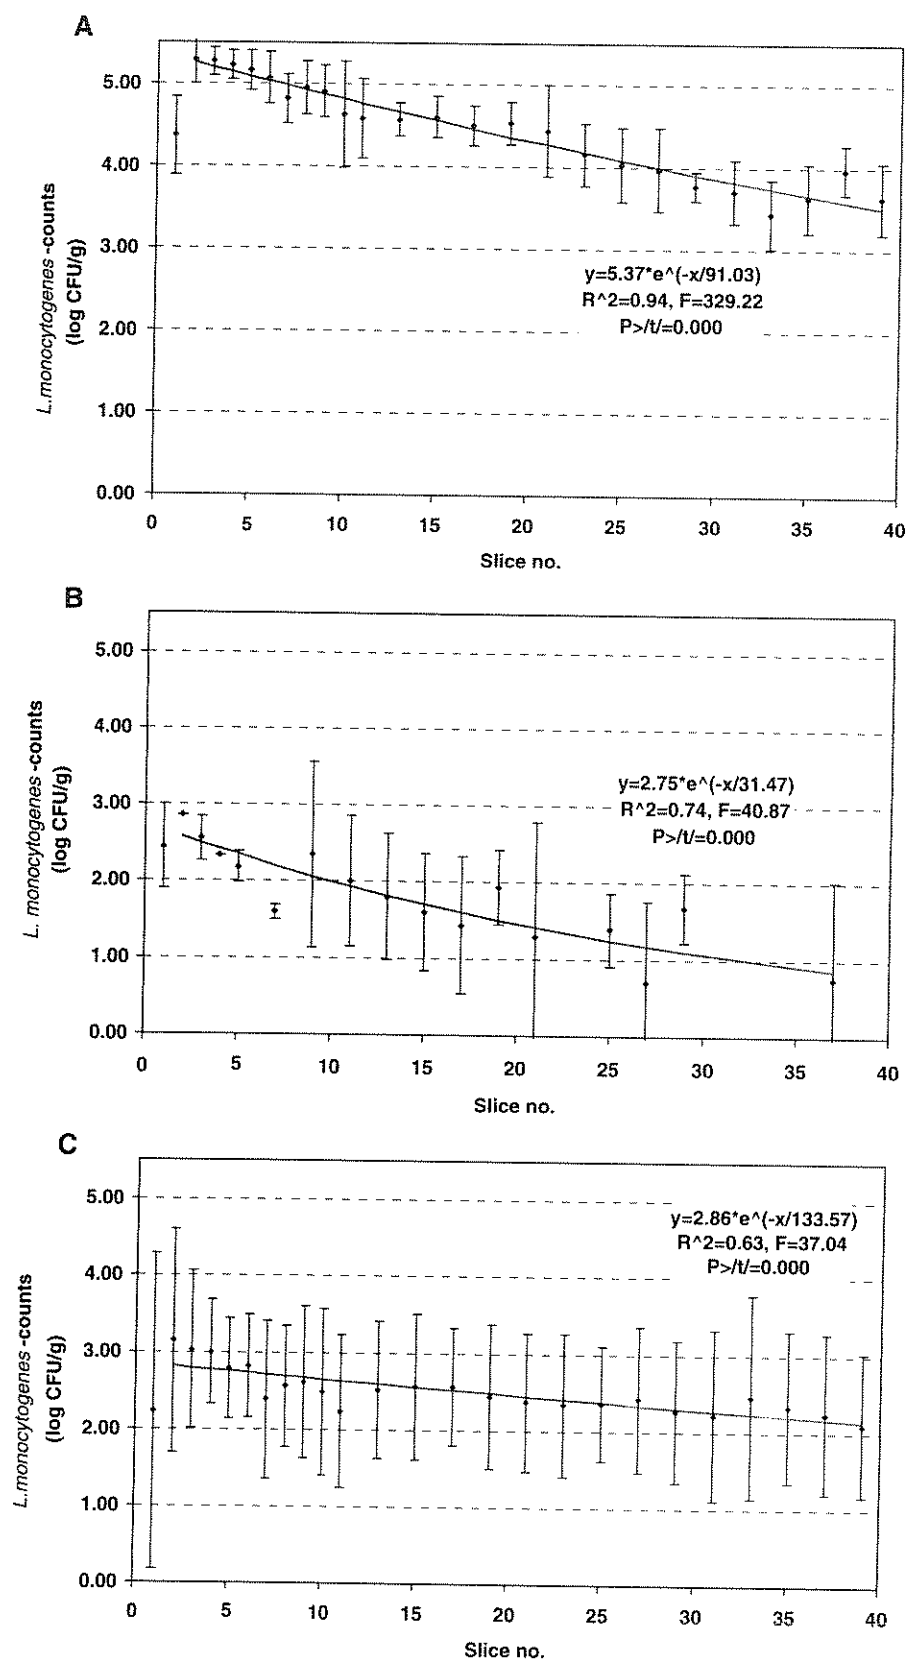 A
5.00
4.00
3.00
2.00
1.00
0.00
L.monocytogenes -counts
(log CFU/g)
y=5.37*e^(-x/91.03)
R^2=0.94, F=329.22
P>/t/=0.000
0 5 10 15 20 25 30 35 40
Slice no.
B
5.00
4.00
3.00
2.00
1.00
0.00
L. monocytogenes -counts
(log CFU/g)
y=2.75*e^(-x/31.47)
R^2=0.74, F=40.87
P>/t/=0.000
0 5 10 15 20 25 30 35 40
Slice no.
C
5.00
4.00
3.00
2.00
1.00
0.00
L.monocytogenes -counts
(log CFU/g)
y=2.86*e^(-x/133.57)
R^2=0.63, F=37.04
P>/t/=0.000
0 5 10 15 20 25 30 35 40
Slice no.